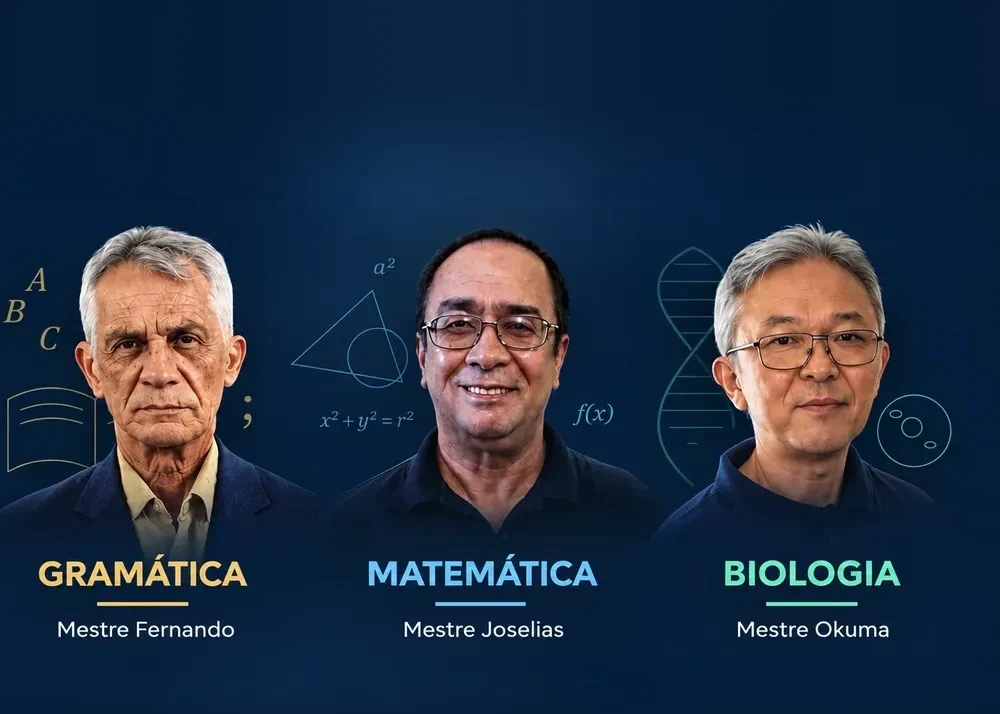 A
B
C
;
a²
x² + y² = r²
f(x)
GRAMÁTICA
Mestre Fernando
MATEMÁTICA
Mestre Joselias
BIOLOGIA
Mestre Okuma